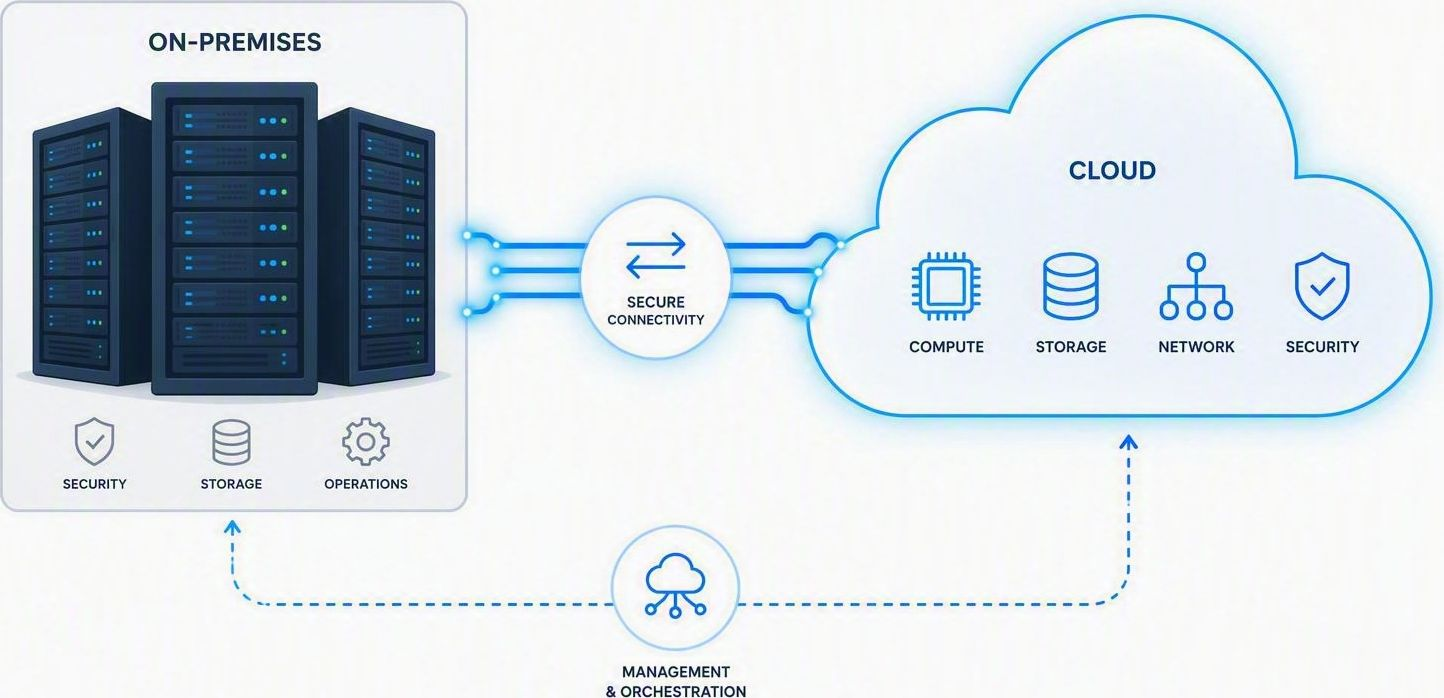 ON-PREMISES
SECURITY
STORAGE
OPERATIONS
SECURE
CONNECTIVITY
CLOUD
COMPUTE
STORAGE
NETWORK
SECURITY
MANAGEMENT
& ORCHESTRATION